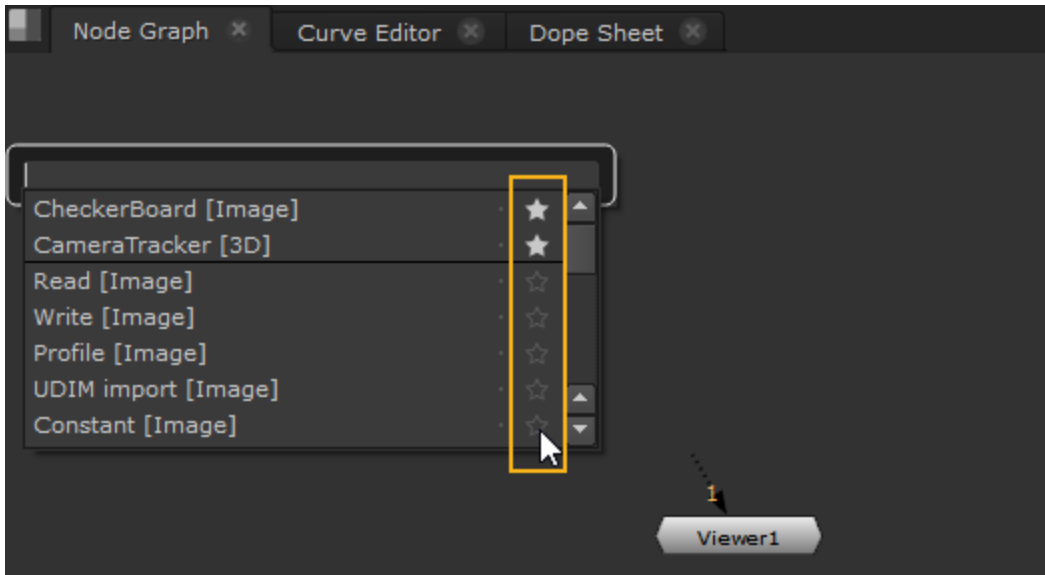 Node Graph Curve Editor Dope Sheet
CheckerBoard [Image]
CameraTracker [3D]
Read [Image]
Write [Image]
Profile [Image]
UDIM import [Image]
Constant [Image]
1
Viewer1